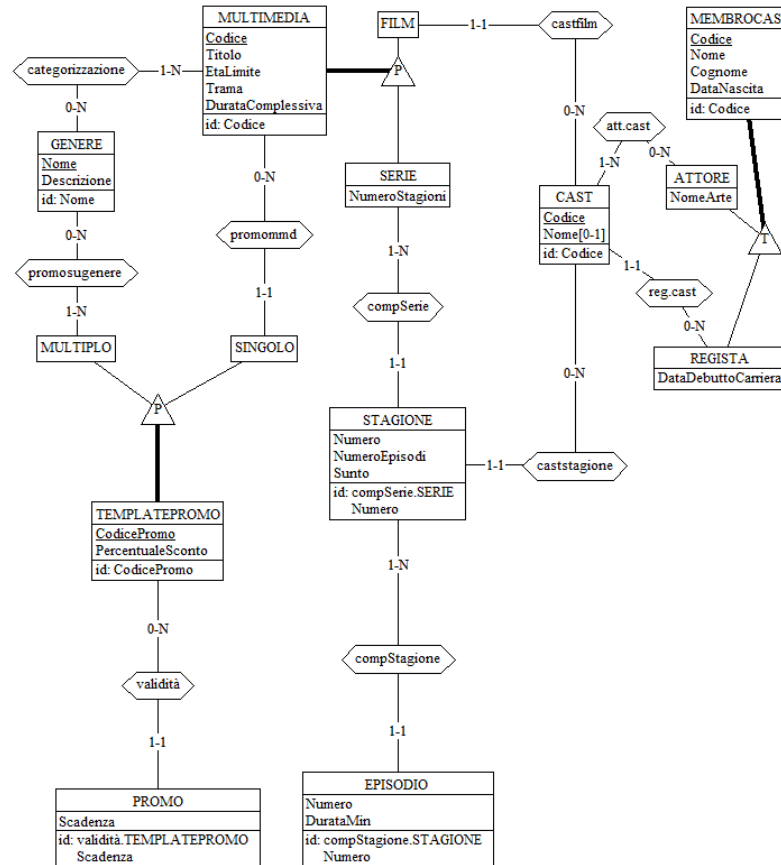 MULTIMEDIA
Codice
Titolo
EtaLimite
Trama
DurataComplessiva
id: Codice
FILM
1-1
castfilm
MEMBROCAS
Codice
Nome
Cognome
DataNascita
id: Codice
categorizzazione
1-N
P
0-N
0-N
att.cast
1-N
0-N
GENERE
Nome
Descrizione
id: Nome
0-N
SERIE
NumeroStagioni
CAST
Codice
Nome[0-1]
id: Codice
ATTORE
NomeArte
T
0-N
promommd
1-N
1-1
reg.cast
0-N
promosugenere
1-N
1-1
compSerie
MULTIPLO
SINGOLO
1-1
0-N
REGISTA
DataDebuttoCarriera
P
STAGIONE
Numero
NumeroEpisodi
Sunto
id: compSerie.SERIE
Numero
1-1
caststagione
TEMPLATEPROMO
CodicePromo
PercentualeSconto
id: CodicePromo
1-N
0-N
compStagione
validità
1-1
1-1
PROMO
Scadenza
id: validità.TEMPLATEPROMO
Scadenza
EPISODIO
Numero
DurataMin
id: compStagione.STAGIONE
Numero